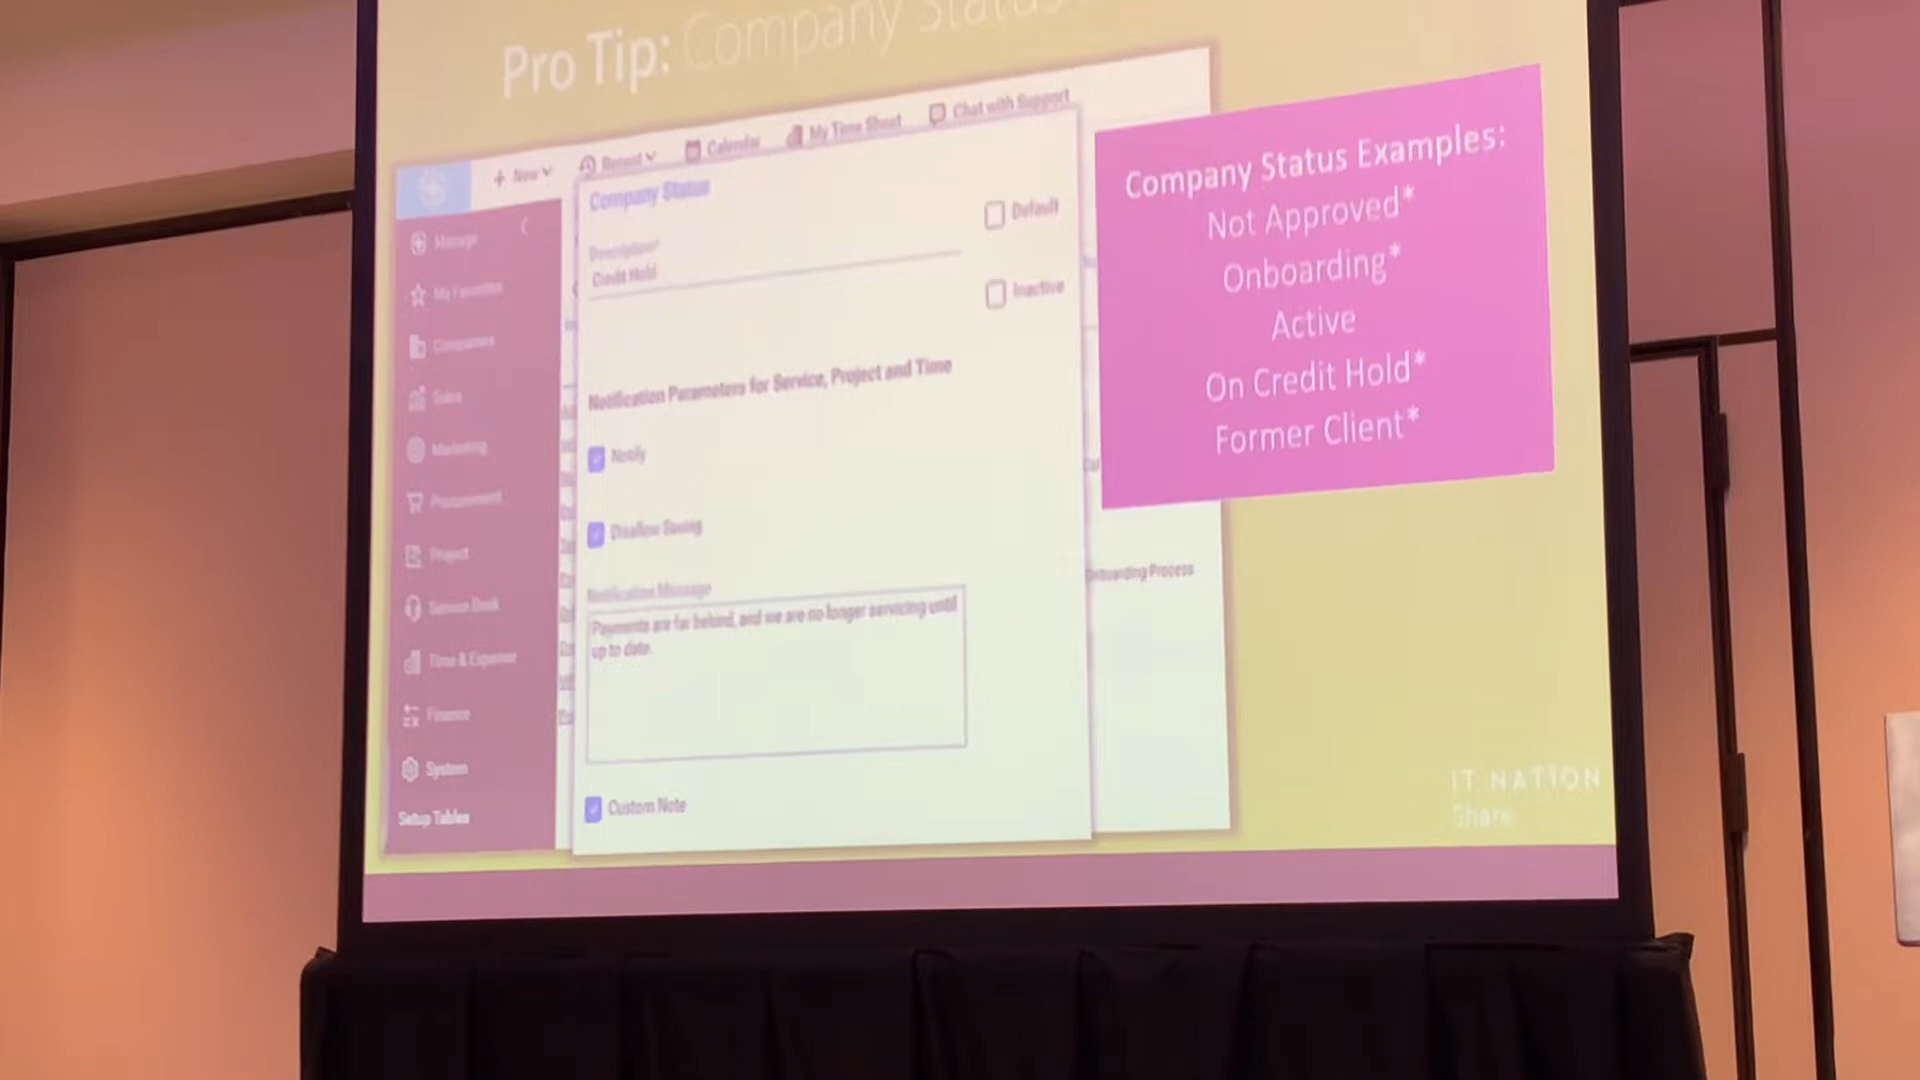 Pro Tip: Company Status
+ New
Recent
Calendar
My Time Sheet
Chat with Support
Manage
My Favorites
Companies
Sales
Marketing
Procurement
Project
Service Desk
Time & Expense
Finance
System
Setup Tables
Company Status
Description*
Credit Hold
Default
Inactive
Notification Parameters for Service, Project and Time
Notify
Disallow Saving
Notification Message
Payments are far behind, and we are no longer servicing until
up to date.
Custom Note
Onboarding Process
Company Status Examples:
Not Approved*
Onboarding*
Active
On Credit Hold*
Former Client*
IT NATION
Share